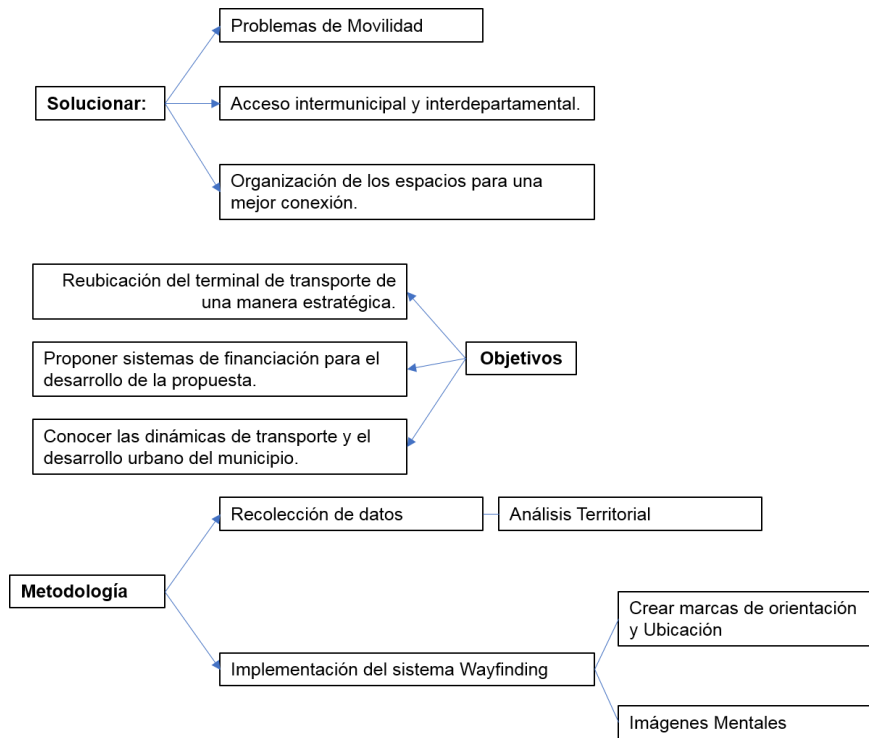 Problemas de Movilidad
Solucionar:
Acceso intermunicipal y interdepartamental.
Organización de los espacios para una
mejor conexión.
Reubicación del terminal de transporte de
una manera estratégica.
Proponer sistemas de financiación para el
desarrollo de la propuesta.
Objetivos
Conocer las dinámicas de transporte y el
desarrollo urbano del municipio.
Recolección de datos
Análisis Territorial
Metodología
Crear marcas de orientación
y Ubicación
Implementación del sistema Wayfinding
Imágenes Mentales